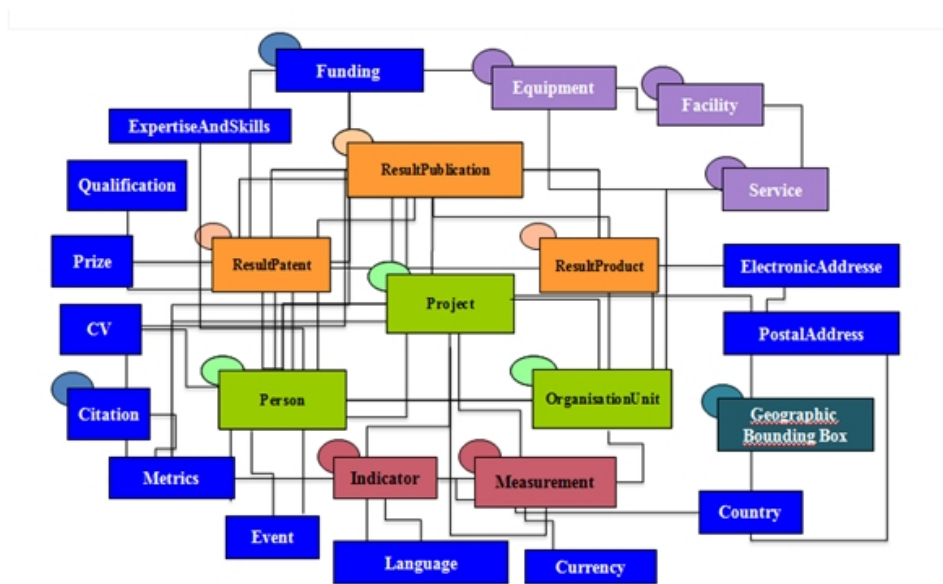 Funding
Equipment
Facility
ExpertiseAndSkills
ResultPublication
Qualification
Service
Prize
ResultPatent
ResultProduct
ElectronicAddresse
Project
CV
PostalAddress
Person
OrganisationUnit
Citation
Geographic
Bounding Box
Metrics
Indicator
Measurement
Country
Event
Language
Currency